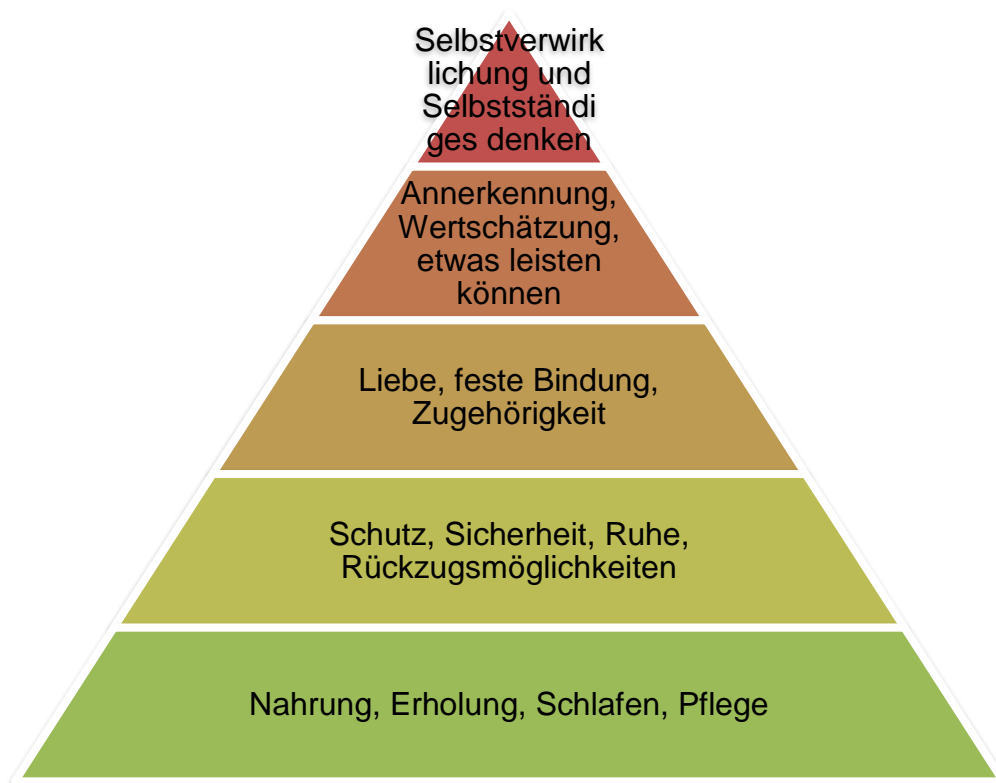 Selbstverwirk
lichung und
Selbstständi
ges denken
Annerkennung,
Wertschätzung,
etwas leisten
können
Liebe, feste Bindung,
Zugehörigkeit
Schutz, Sicherheit, Ruhe,
Rückzugsmöglichkeiten
Nahrung, Erholung, Schlafen, Pflege